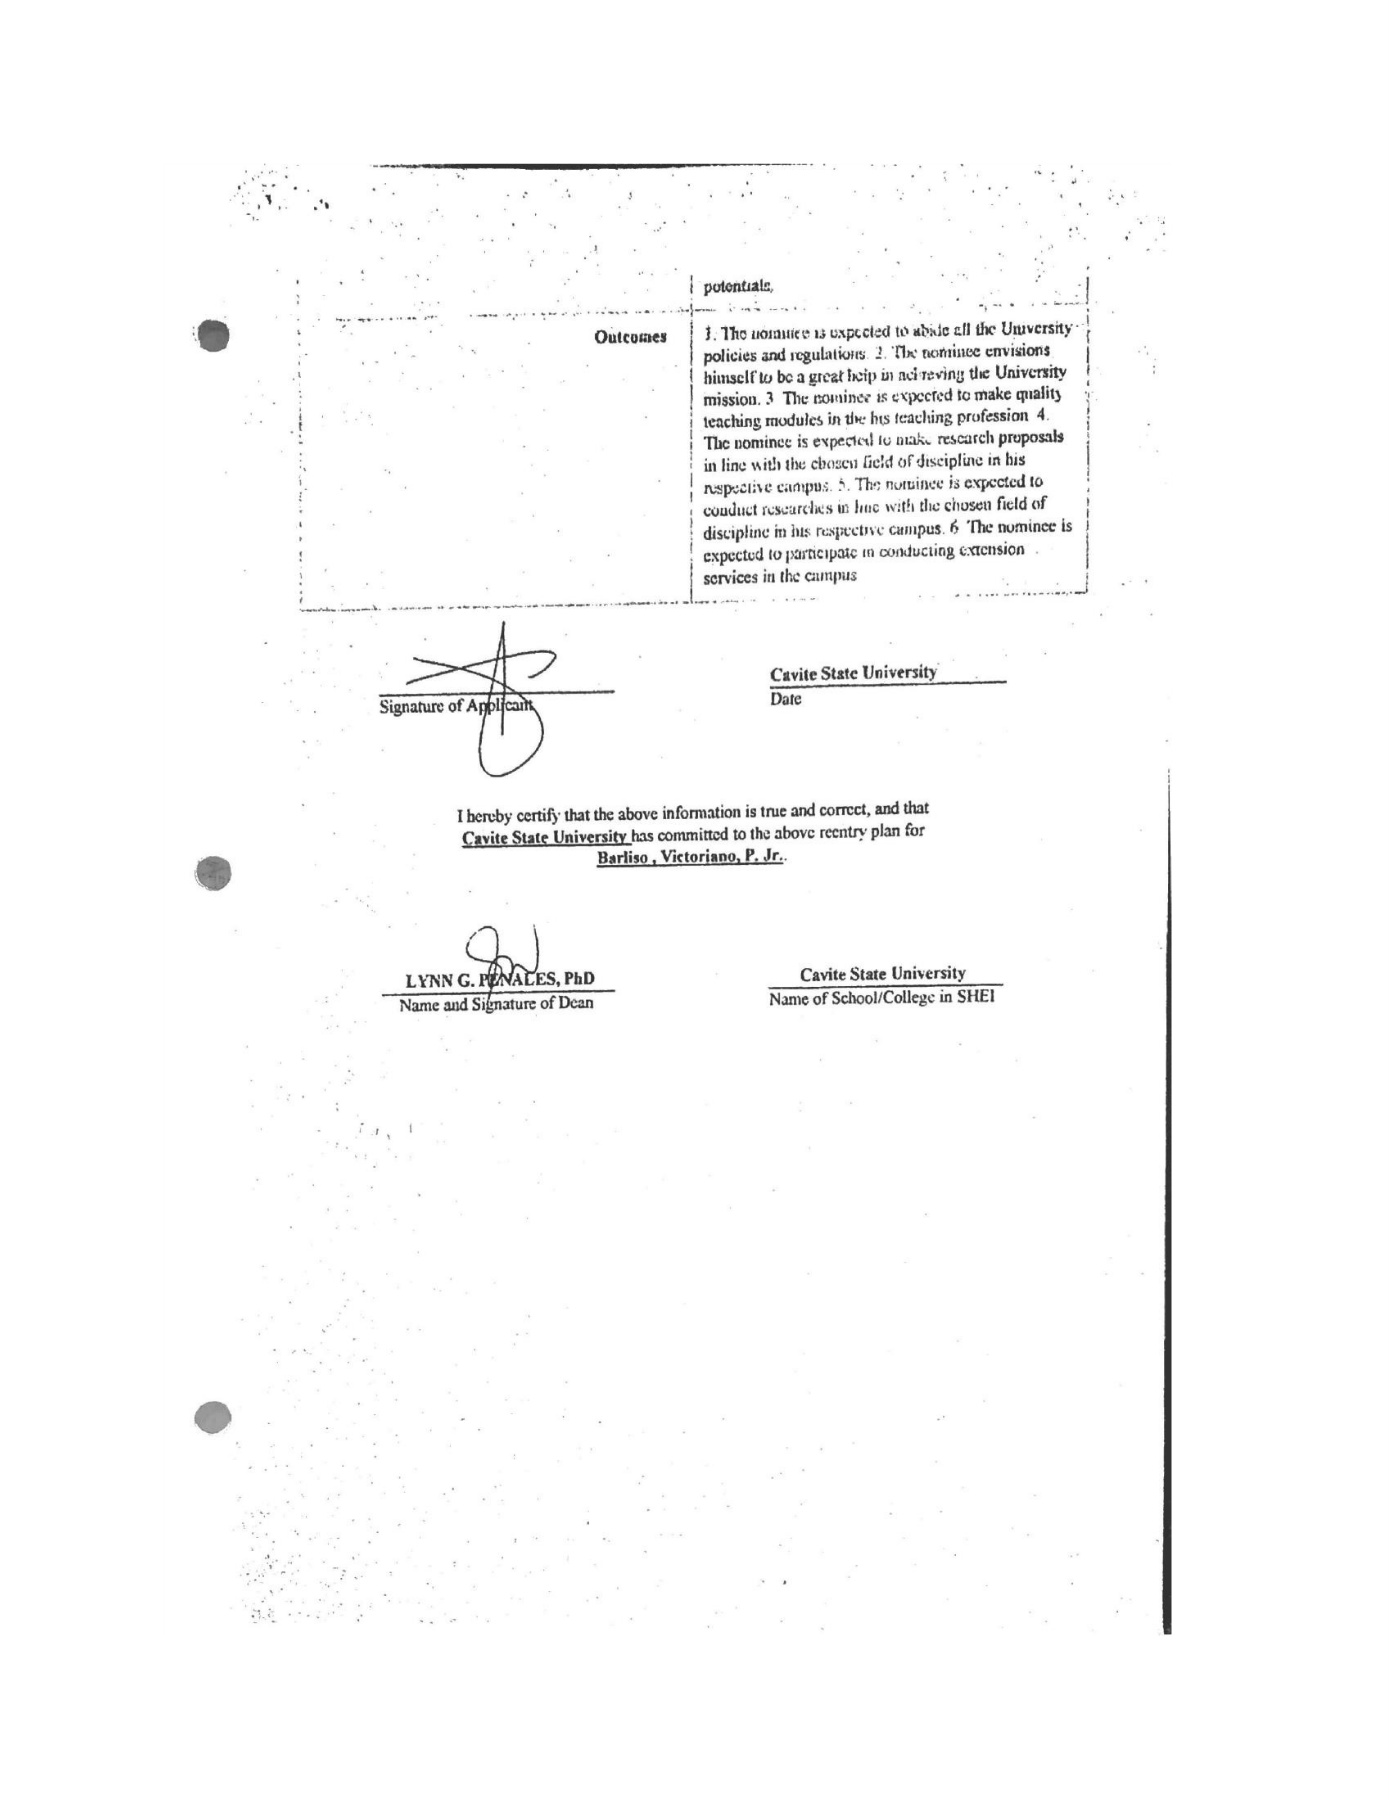 potentials,
Outcomes
1. The nominee is expected to abide all the University
policies and regulations. 2. The nominee envisions
himself to be a great help in achieving the University
mission. 3 The nominee is expected to make quality
teaching modules in the his teaching profession 4.
The nominee is expected to make research proposals
in line with the chosen field of discipline in his
respective campus. 5. The nominee is expected to
conduct researches in line with the chosen field of
discipline in his respective campus. 6 The nominee is
expected to participate in conducting extension
services in the campus
Cavite State University
Signature of Applicant
Date
I hereby certify that the above information is true and correct, and that
Cavite State University has committed to the above reentry plan for
Barliso , Victoriano, P. Jr..
LYNN G. PENALES, PhD
Cavite State University
Name and Signature of Dean
Name of School/College in SHEI